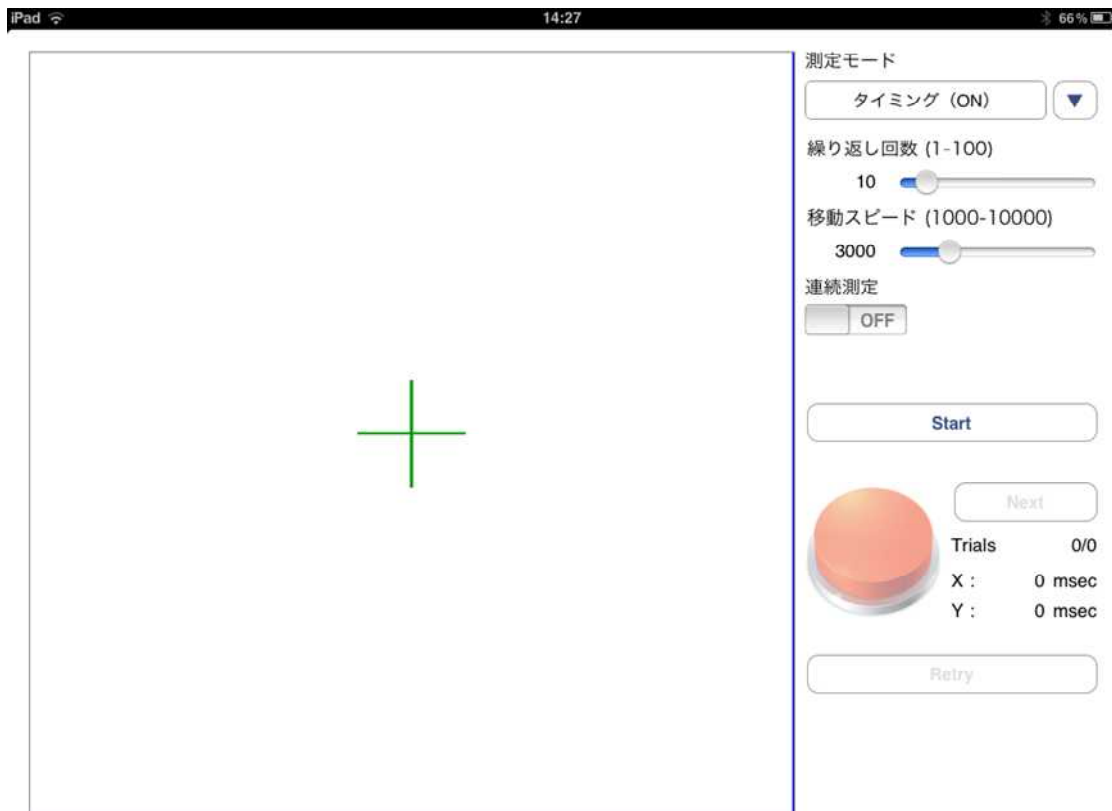 iPad 14:27 66%
測定モード
タイミング（ON）
繰り返し回数 (1-100)
10
移動スピード (1000-10000)
3000
連続測定
OFF
Start
Next
Trials 0/0
X : 0 msec
Y : 0 msec
Retry